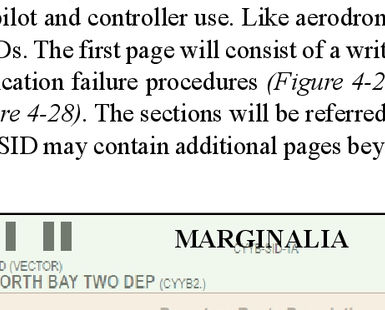 pilot and controller use. Like aerodrom
Ds. The first page will consist of a writ
ication failure procedures (Figure 4-2
re 4-28). The sections will be referred
SID may contain additional pages bey
MARGINALIA
CYYB-SID-1A
D (VECTOR)
ORTH BAY TWO DEP (CYYB2.)